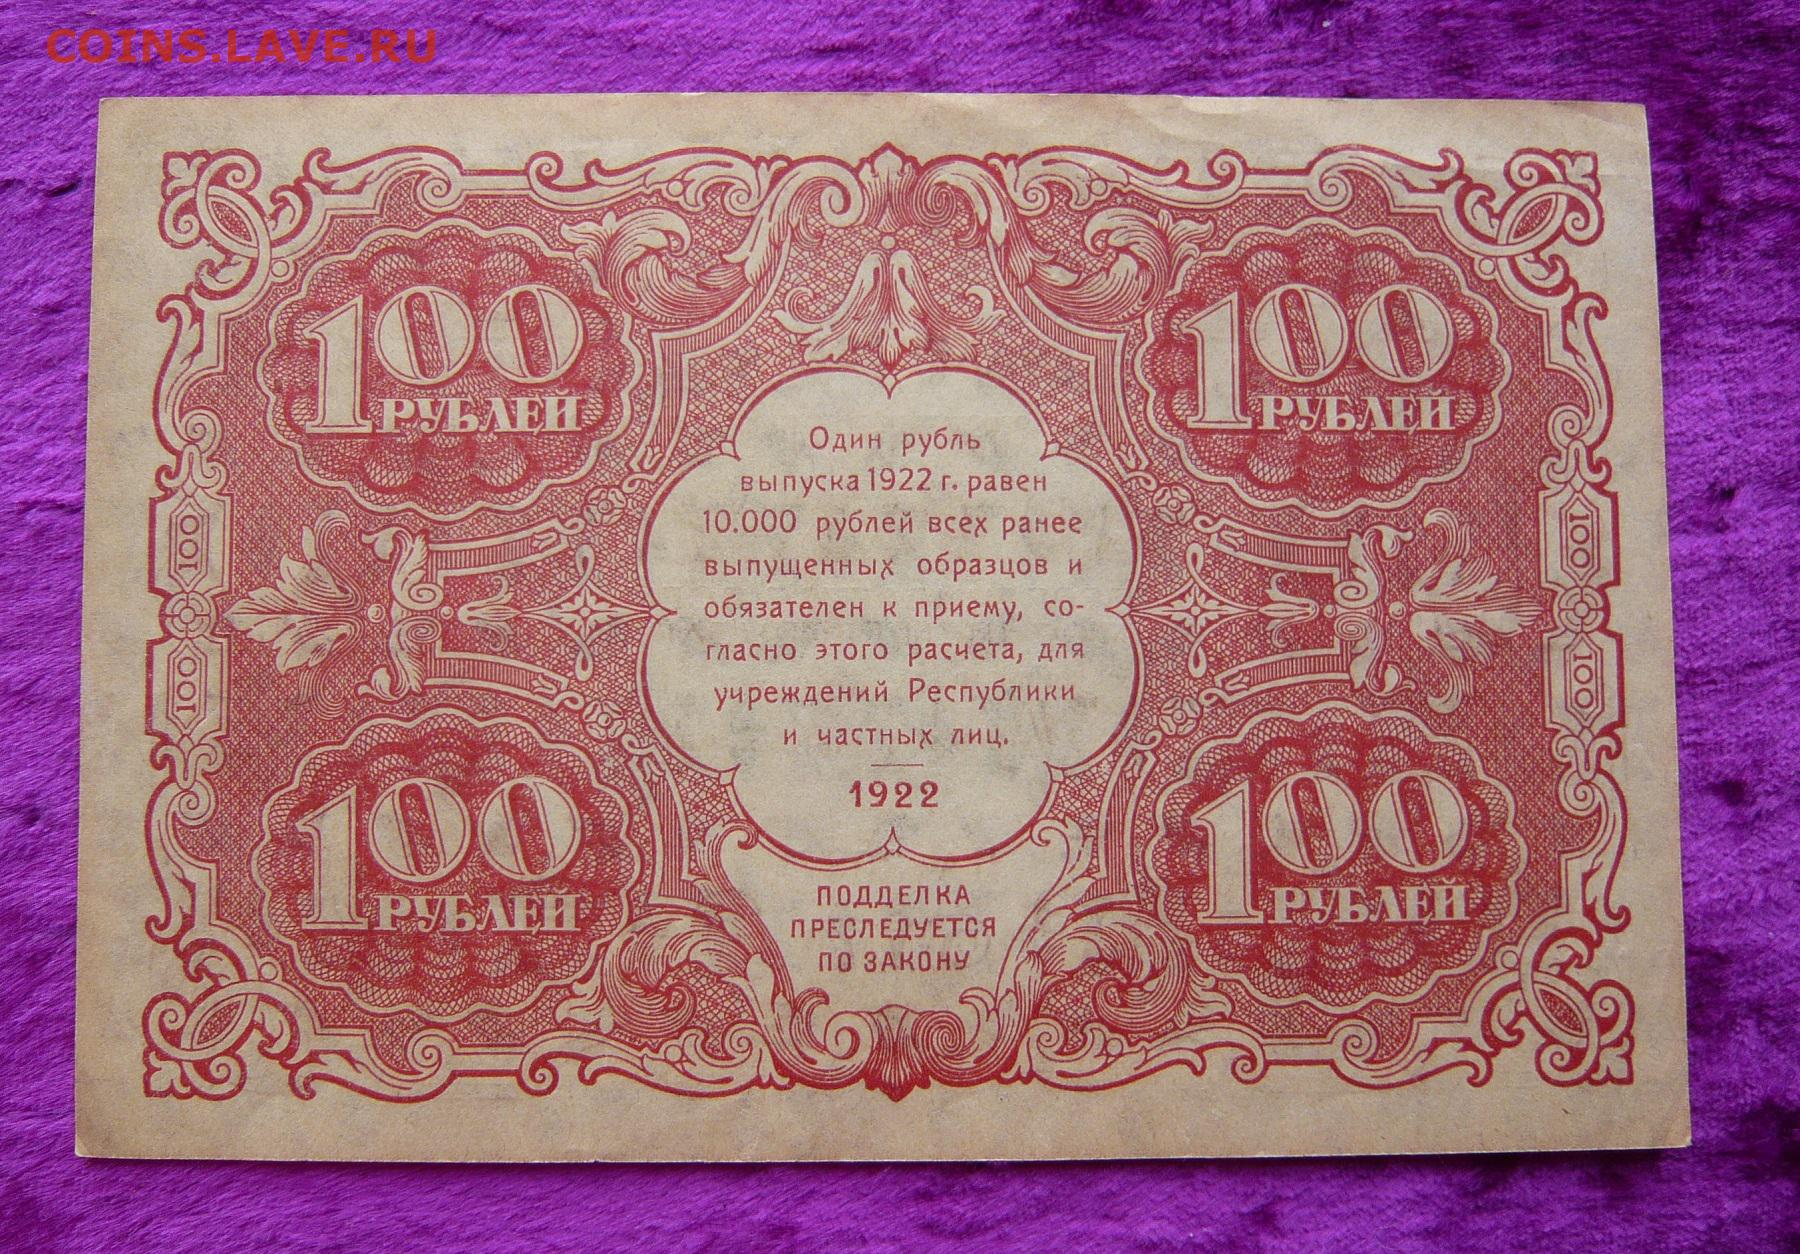 COINS.LAVE.RU
100
РУБЛЕЙ
100
РУБЛЕЙ
Один рубль
выпуска 1922 г. равен
10.000 рублей всех ранее
выпущенных образцов и
обязателен к приему, со-
гласно этого расчета, для
учреждений Республики
и частных лиц.
1922
100
100
100
100
100
РУБЛЕЙ
100
РУБЛЕЙ
ПОДДЕЛКА
ПРЕСЛЕДУЕТСЯ
ПО ЗАКОНУ